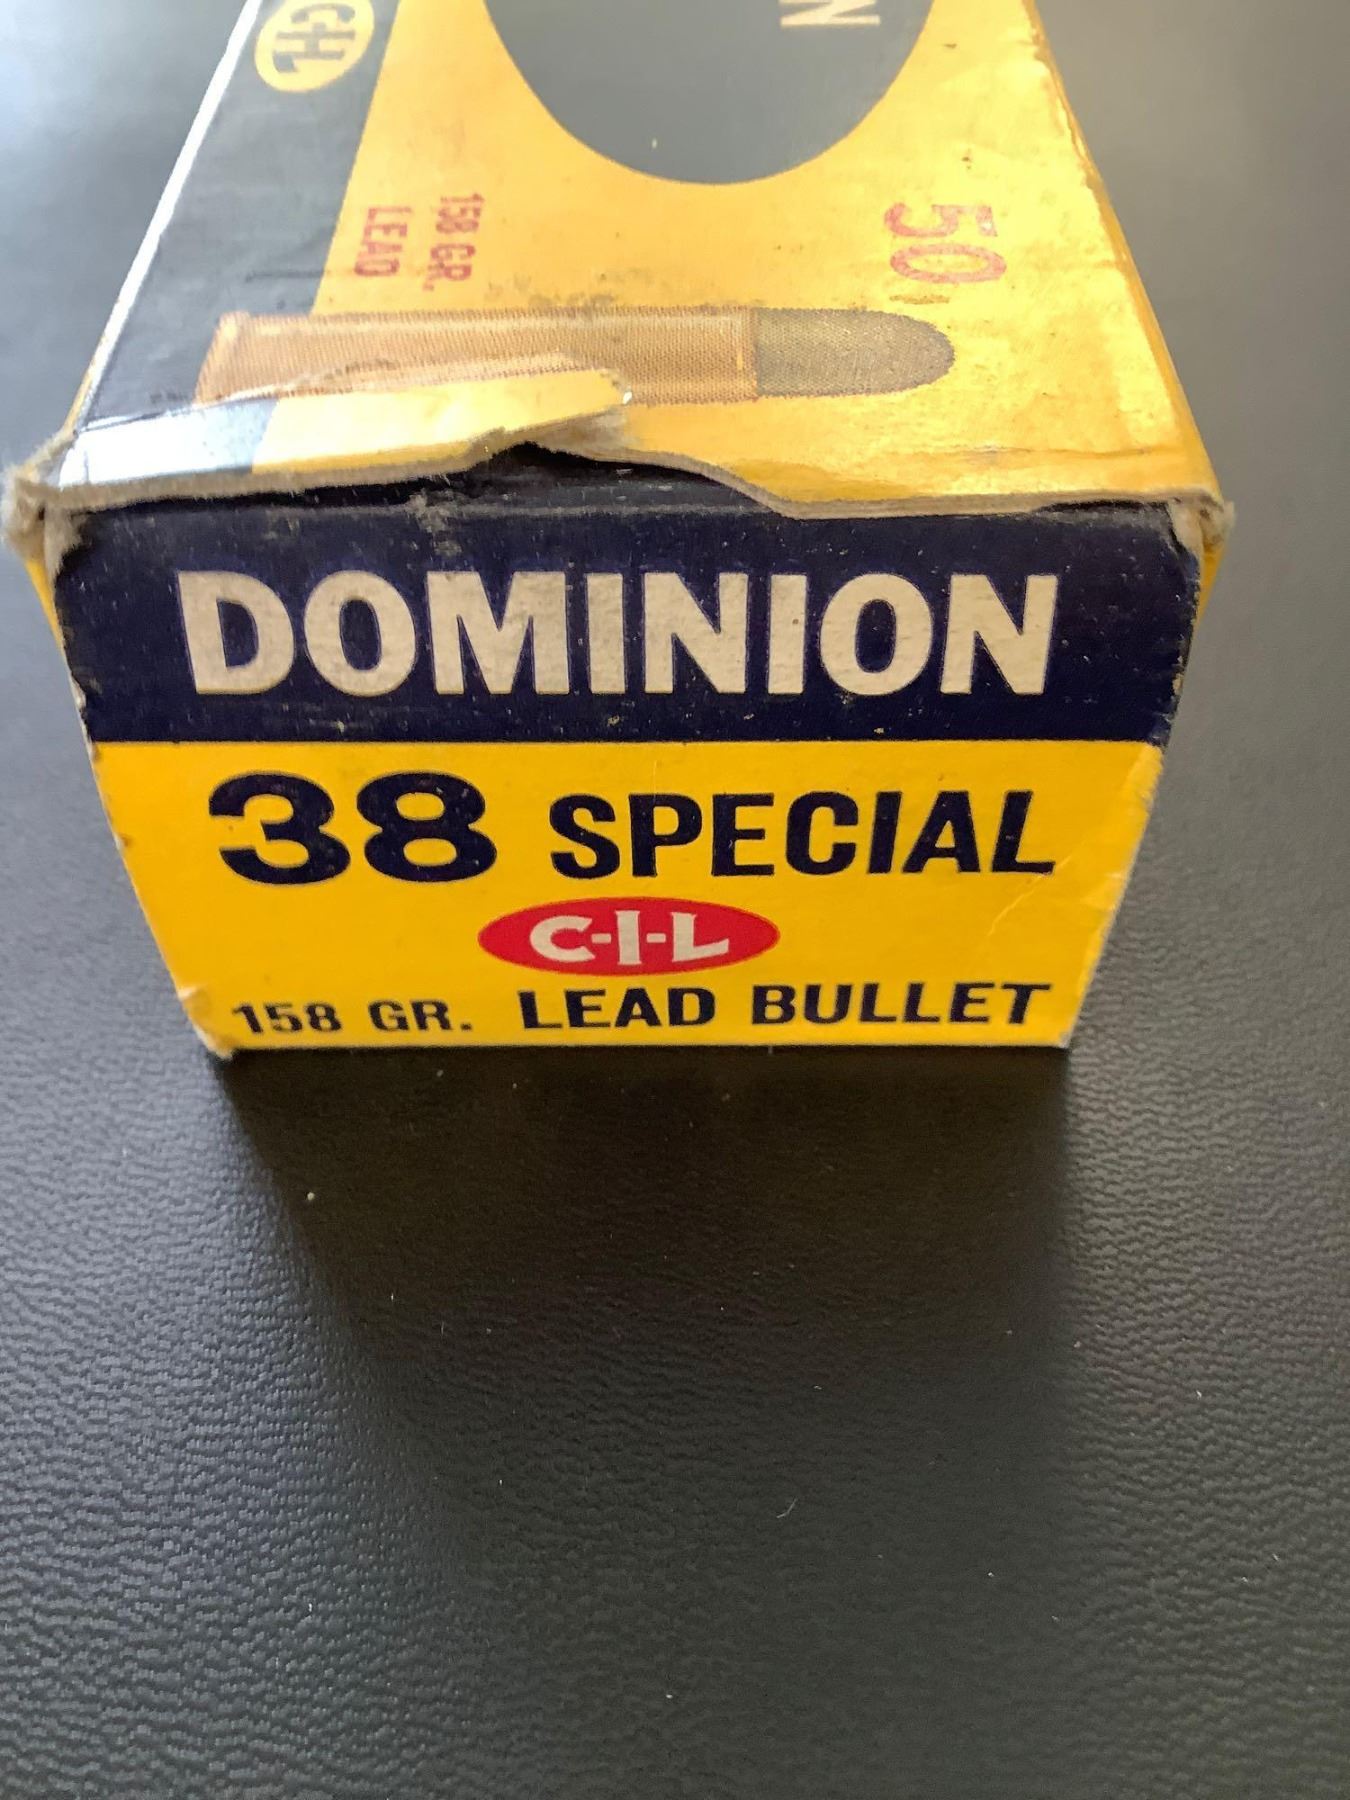 C-I-L
N
158 GR.
LEAD
50
DOMINION
38 SPECIAL
C-I-L
158 GR. LEAD BULLET